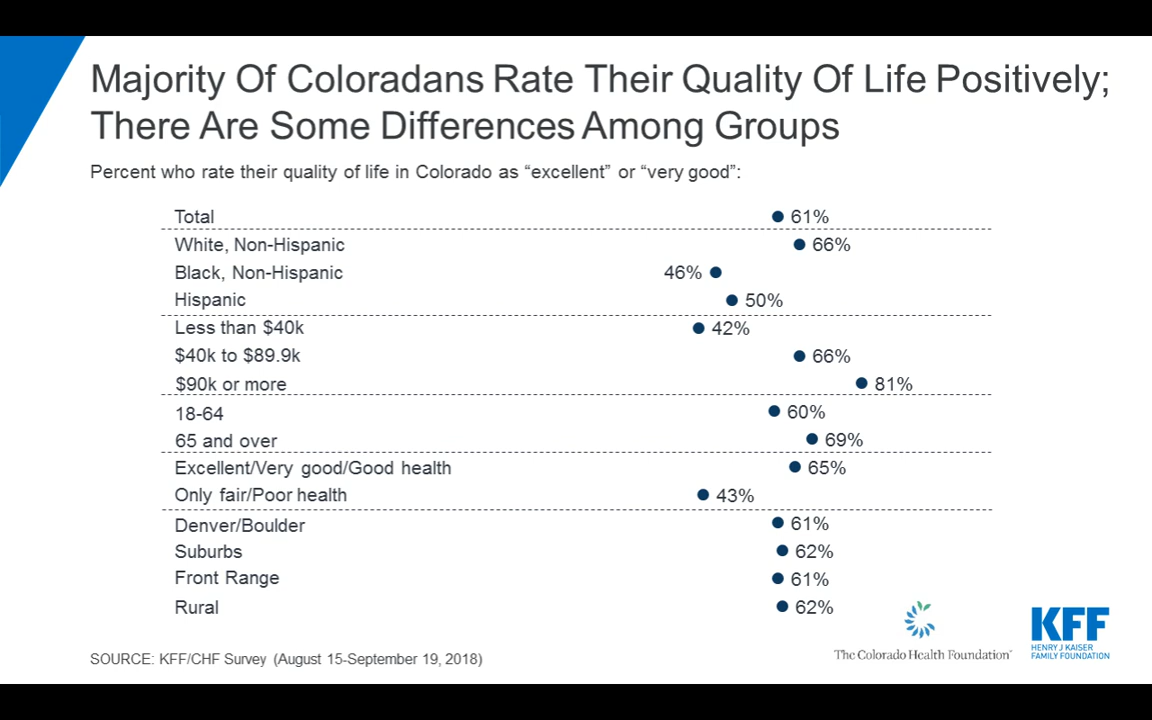 Majority Of Coloradans Rate Their Quality Of Life Positively;
There Are Some Differences Among Groups
Percent who rate their quality of life in Colorado as “excellent” or “very good”:
Total 61%
White, Non-Hispanic 66%
Black, Non-Hispanic 46%
Hispanic 50%
Less than $40k 42%
$40k to $89.9k 66%
$90k or more 81%
18-64 60%
65 and over 69%
Excellent/Very good/Good health 65%
Only fair/Poor health 43%
Denver/Boulder 61%
Suburbs 62%
Front Range 61%
Rural 62%
SOURCE: KFF/CHF Survey (August 15-September 19, 2018)
The Colorado Health Foundation™
KFF
HENRY J KAISER
FAMILY FOUNDATION